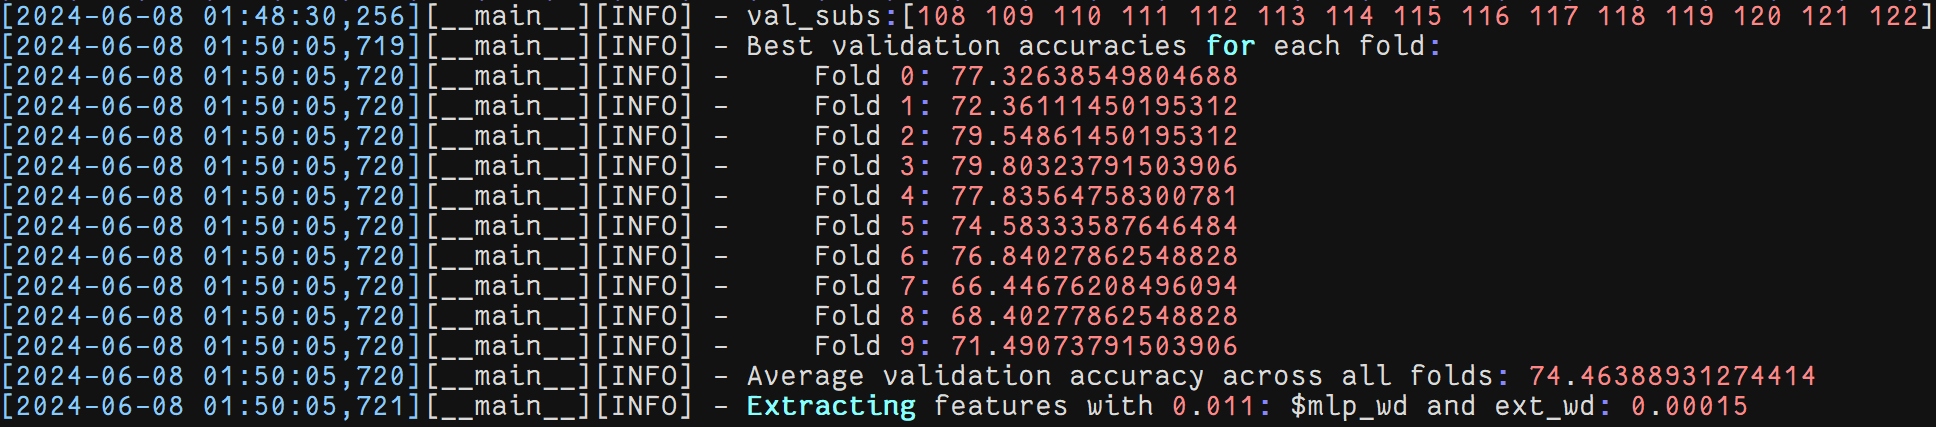 [2024-06-08 01:48:30,256][__main__][INFO] - val_subs:[108 109 110 111 112 113 114 115 116 117 118 119 120 121 122]
[2024-06-08 01:50:05,719][__main__][INFO] - Best validation accuracies for each fold:
[2024-06-08 01:50:05,720][__main__][INFO] -     Fold 0: 77.32638549804688
[2024-06-08 01:50:05,720][__main__][INFO] -     Fold 1: 72.36111450195312
[2024-06-08 01:50:05,720][__main__][INFO] -     Fold 2: 79.54861450195312
[2024-06-08 01:50:05,720][__main__][INFO] -     Fold 3: 79.80323791503906
[2024-06-08 01:50:05,720][__main__][INFO] -     Fold 4: 77.83564758300781
[2024-06-08 01:50:05,720][__main__][INFO] -     Fold 5: 74.58333587646484
[2024-06-08 01:50:05,720][__main__][INFO] -     Fold 6: 76.84027862548828
[2024-06-08 01:50:05,720][__main__][INFO] -     Fold 7: 66.44676208496094
[2024-06-08 01:50:05,720][__main__][INFO] -     Fold 8: 68.40277862548828
[2024-06-08 01:50:05,720][__main__][INFO] -     Fold 9: 71.49073791503906
[2024-06-08 01:50:05,720][__main__][INFO] - Average validation accuracy across all folds: 74.46388931274414
[2024-06-08 01:50:05,721][__main__][INFO] - Extracting features with 0.011: $mlp_wd and ext_wd: 0.00015